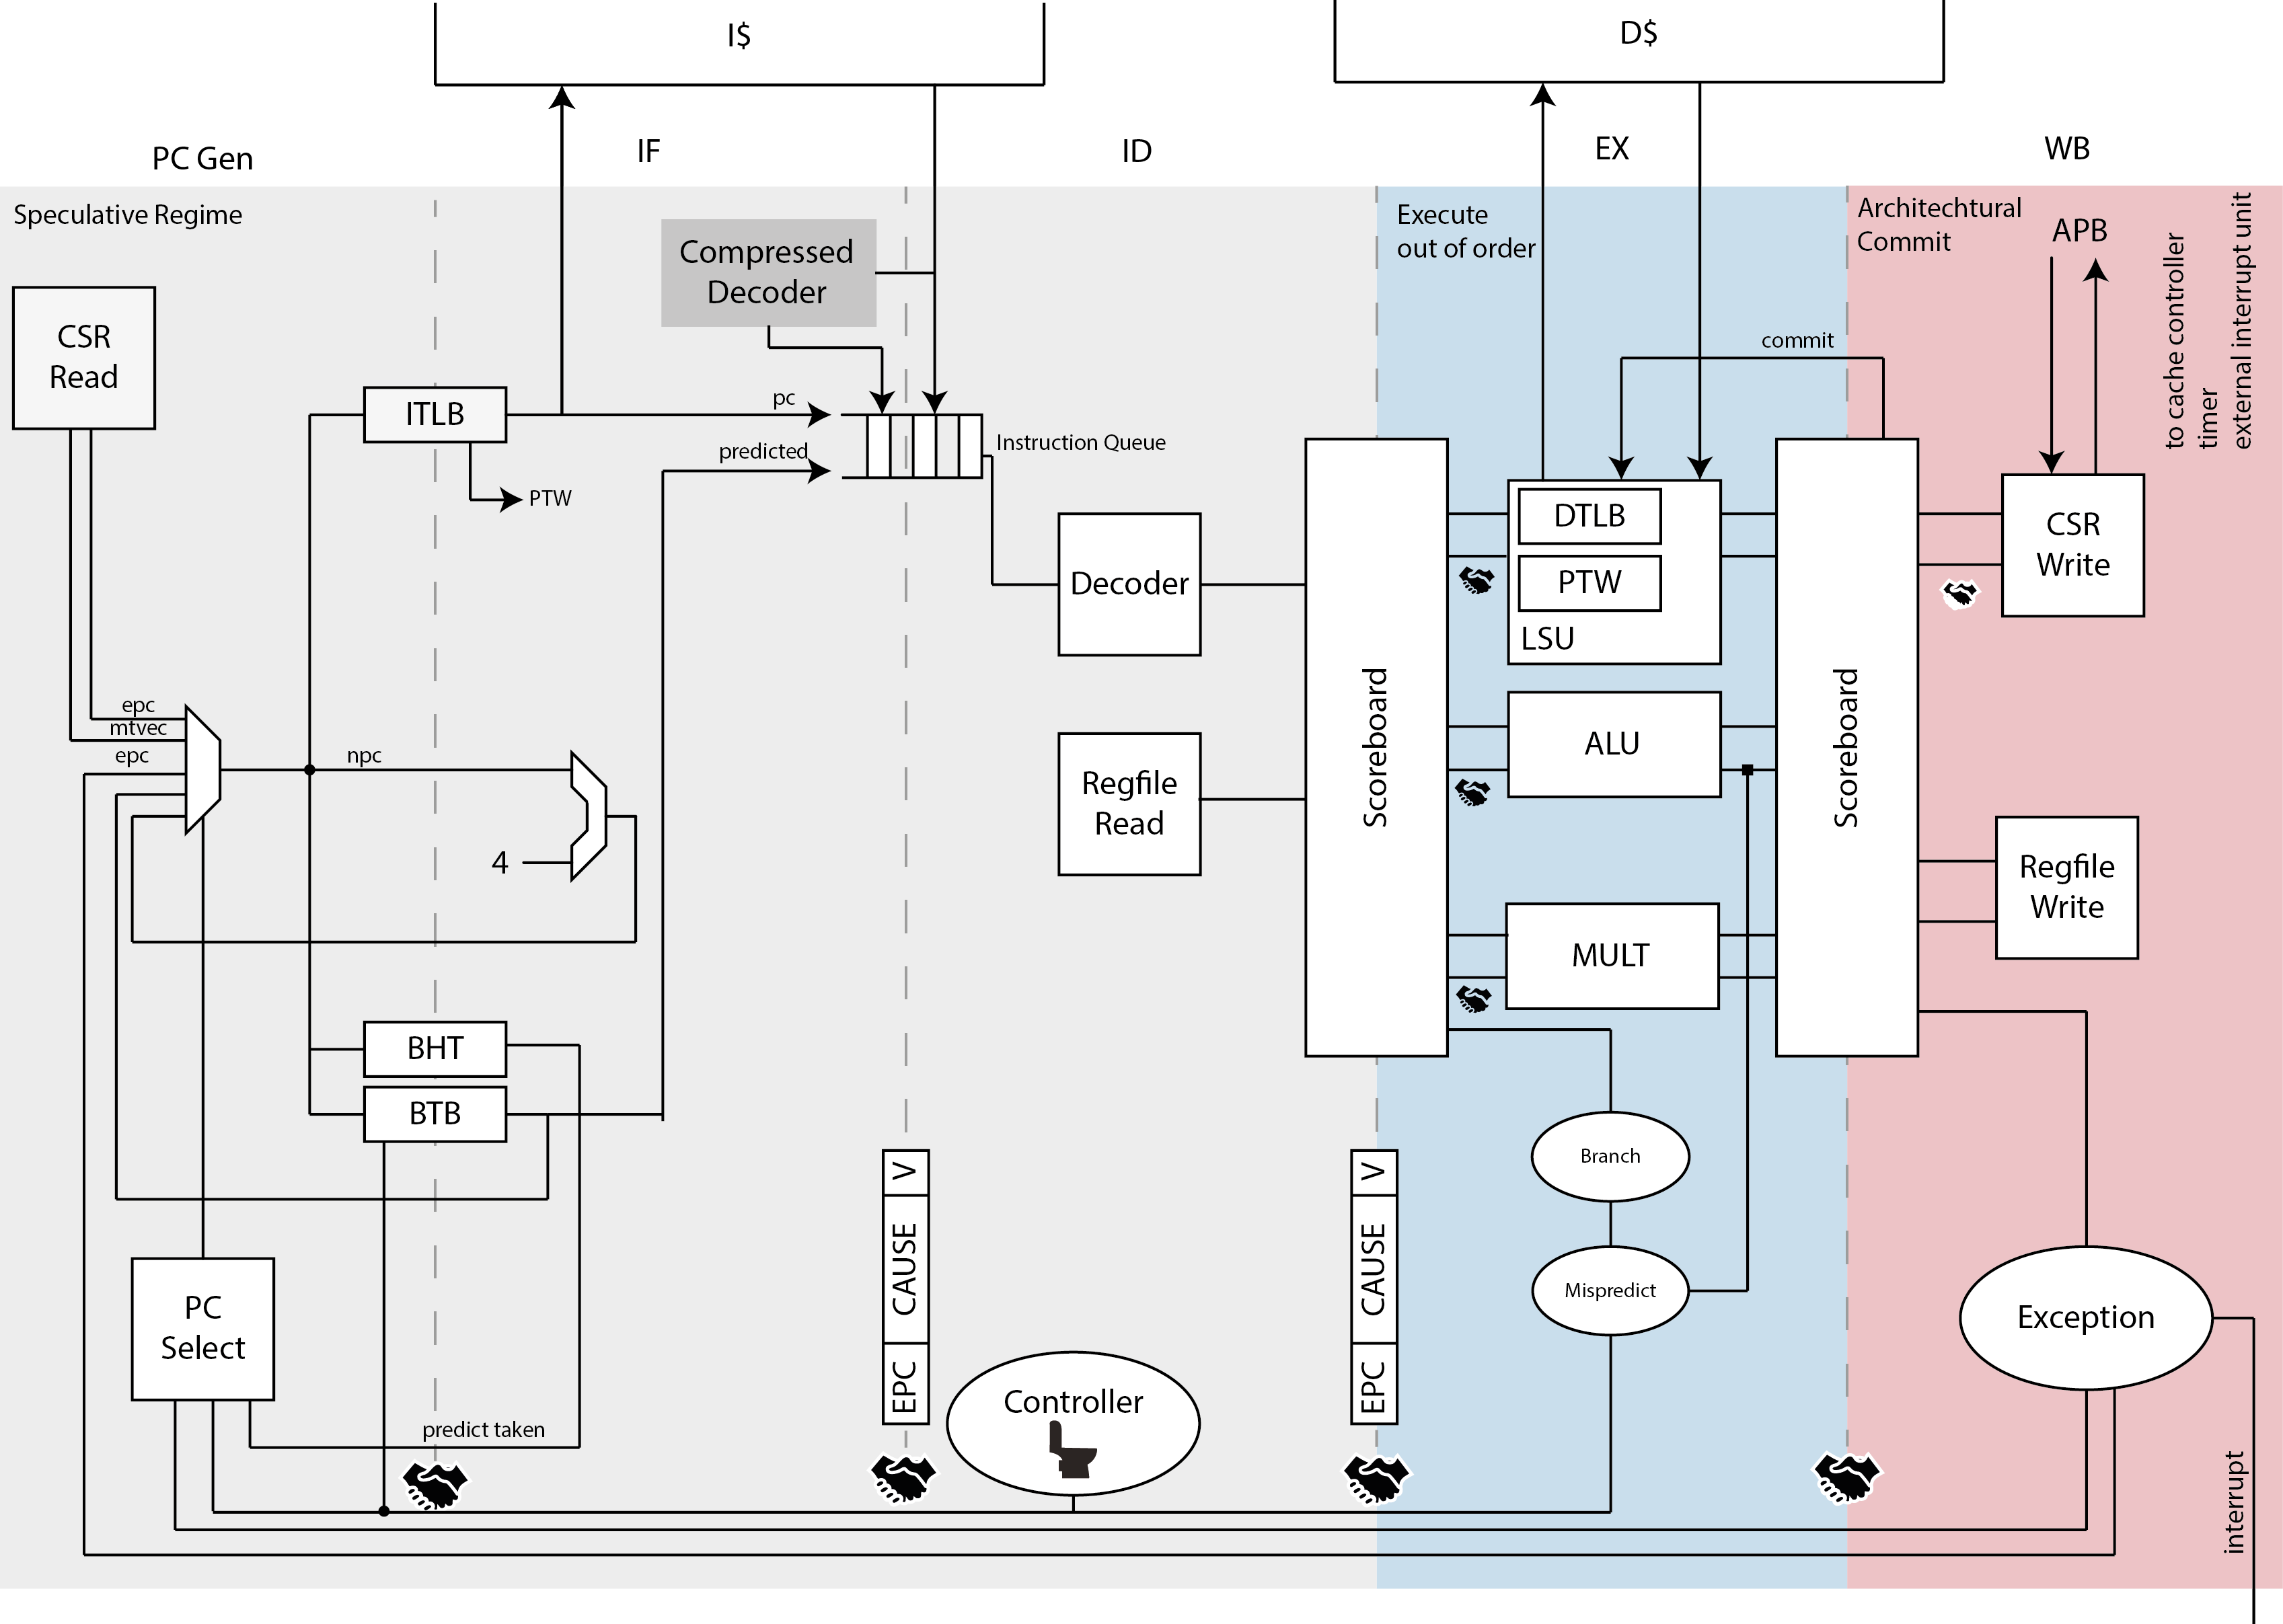 I$
D$
PC Gen
IF
ID
EX
WB
Speculative Regime
Execute
out of order
Architechtural
Commit
APB
to cache controller
timer
external interrupt unit
Compressed
Decoder
CSR
Read
commit
ITLB
pc
predicted
Instruction Queue
PTW
DTLB
PTW
LSU
CSR
Write
Decoder
Scoreboard
Scoreboard
epc
mtvec
epc
npc
4
ALU
Regfile
Read
Regfile
Write
MULT
BHT
BTB
V
CAUSE
EPC
V
CAUSE
EPC
Branch
Mispredict
PC
Select
Exception
Controller
predict taken
interrupt